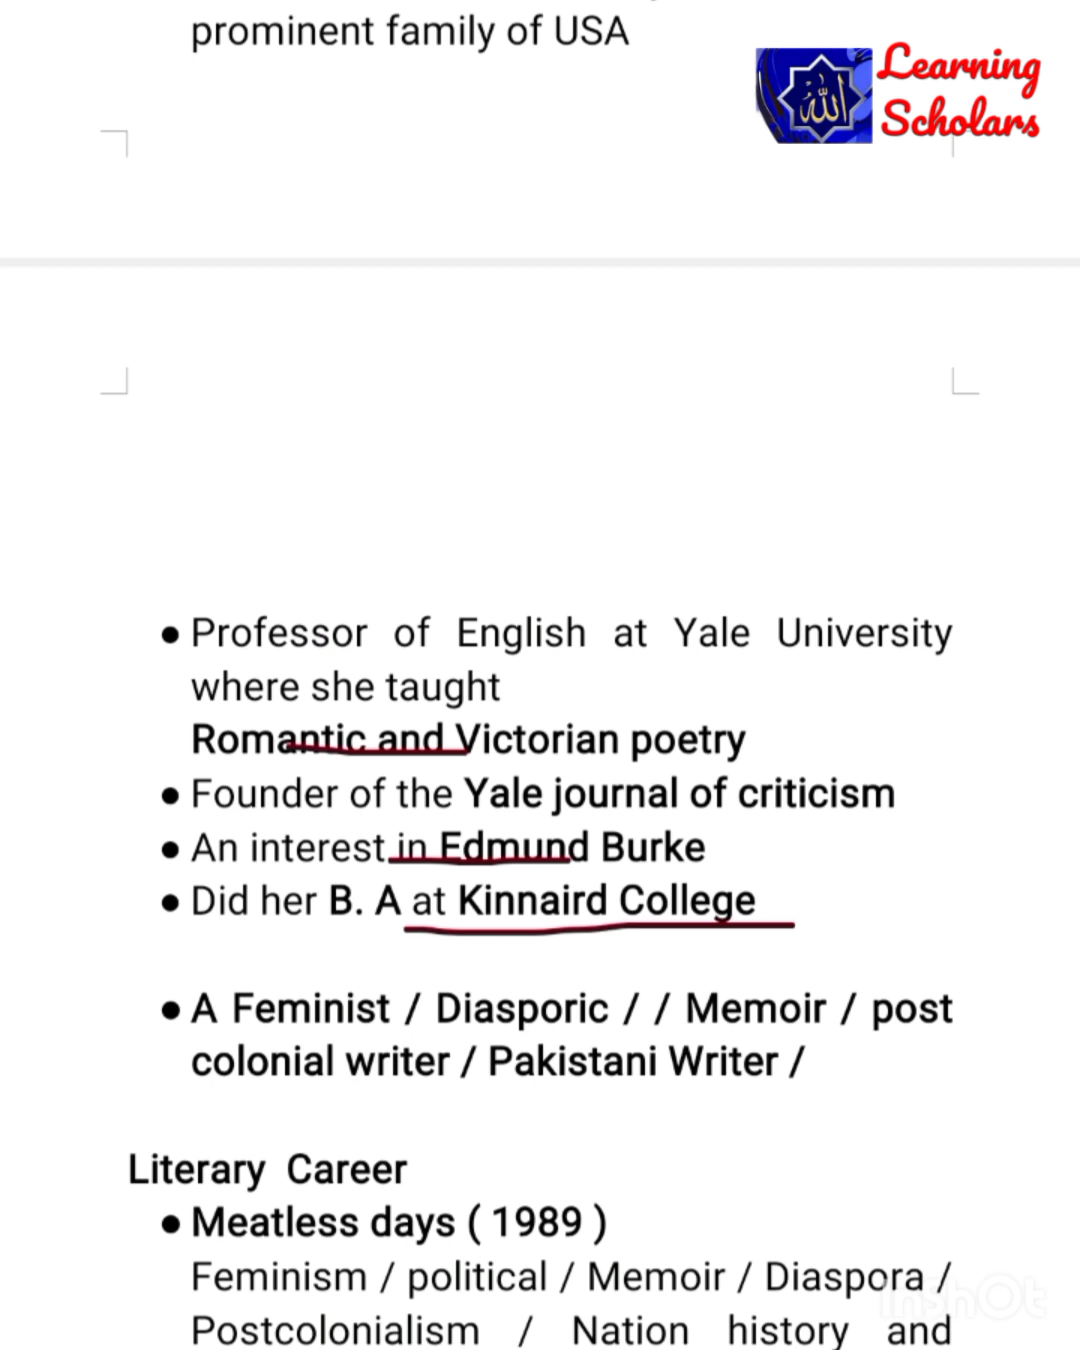 prominent family of USA
Learning
Scholars
الله
● Professor of English at Yale University
where she taught
Romantic and Victorian poetry
● Founder of the Yale journal of criticism
● An interest in Edmund Burke
● Did her B. A at Kinnaird College
● A Feminist / Diasporic / / Memoir / post
colonial writer / Pakistani Writer /
Literary Career
● Meatless days ( 1989 )
Feminism / political / Memoir / Diaspora /
InShOt
Postcolonialism / Nation history and